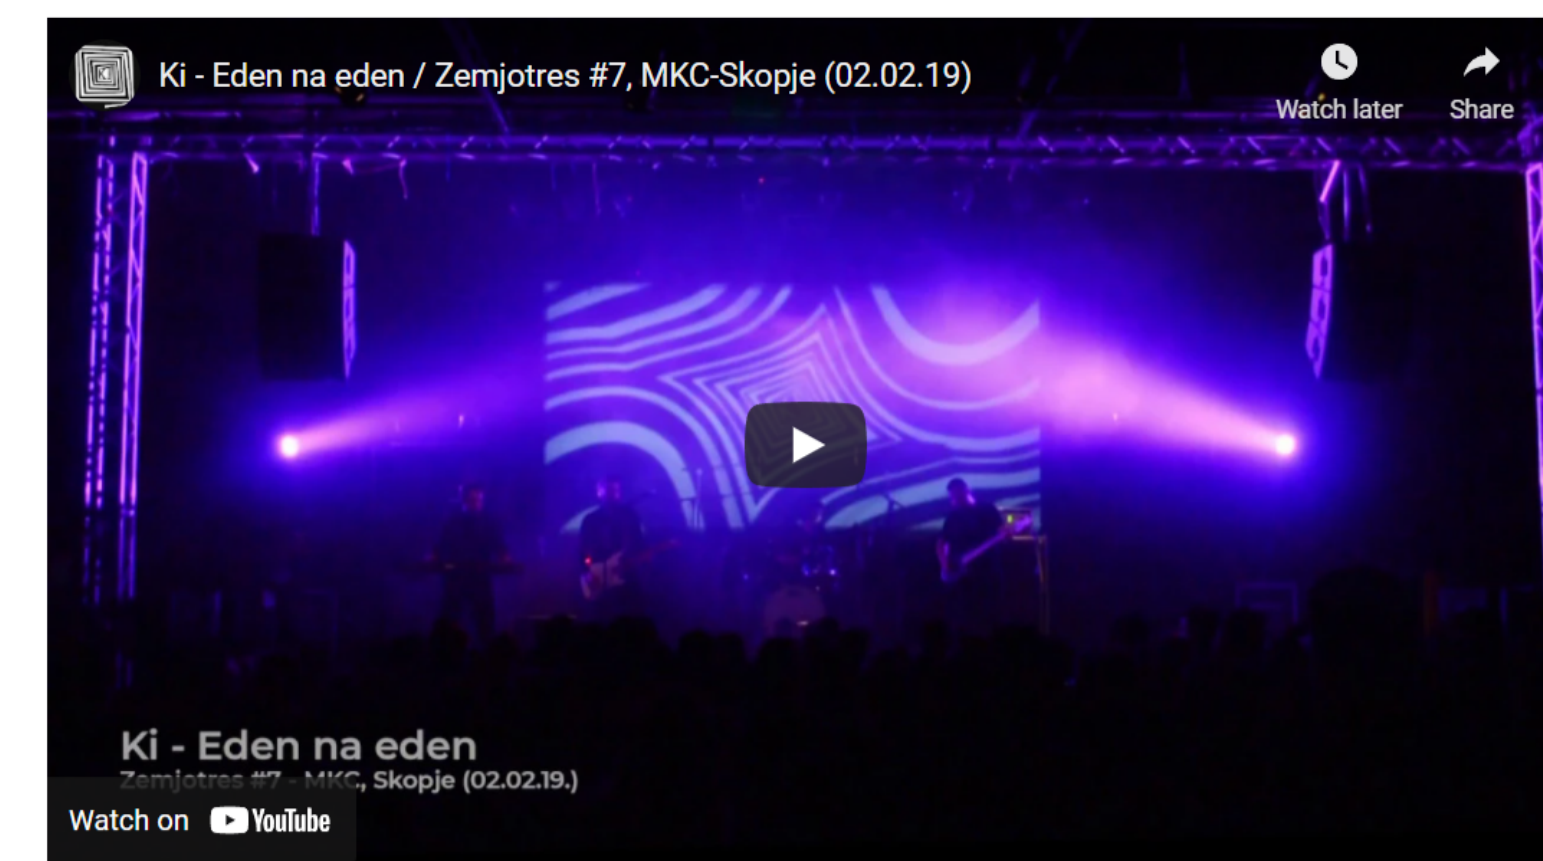 Ki - Eden na eden / Zemjotres #7, MKC-Skopje (02.02.19)
Watch later
Share
Ki - Eden na eden
Zemjotres #7 - MKC, Skopje (02.02.19.)
Watch on YouTube